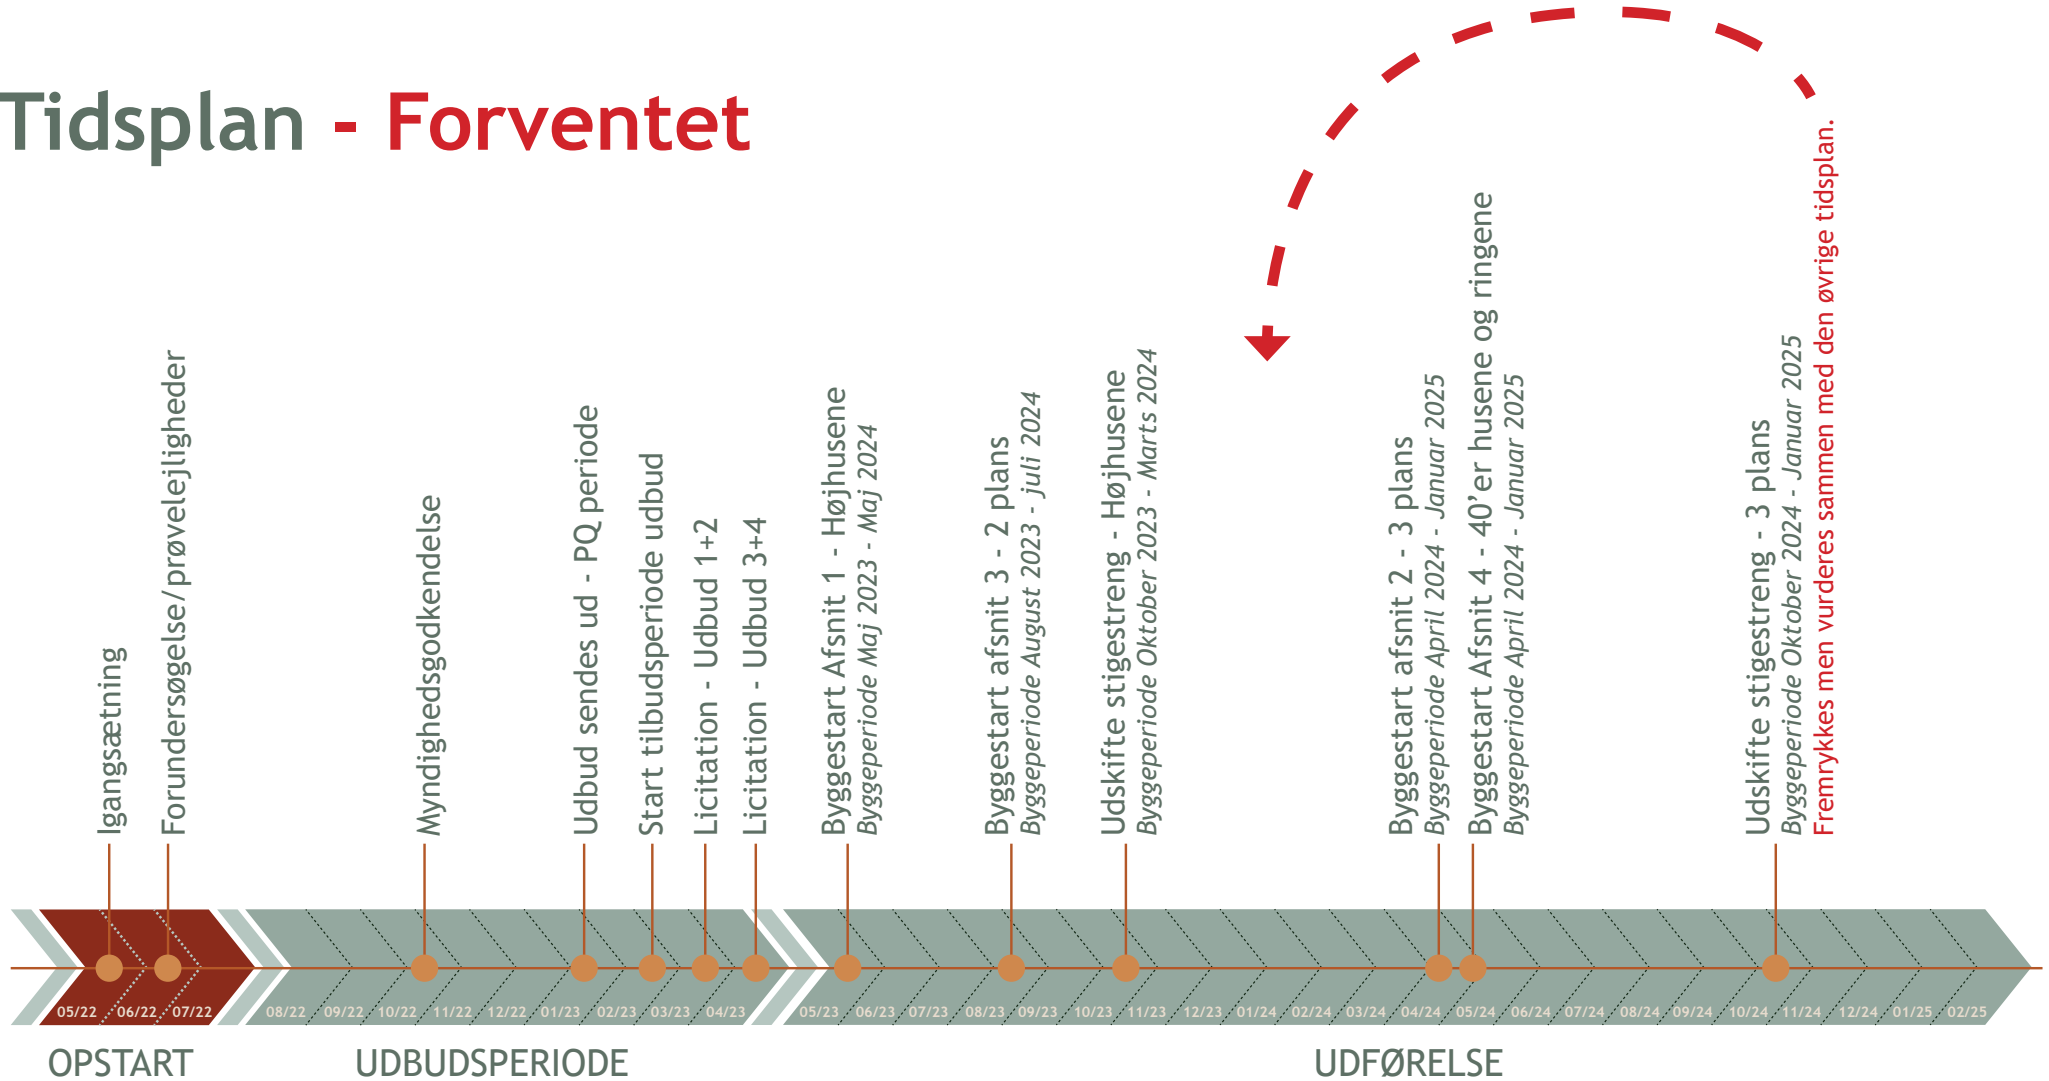 Tidsplan - Forventet
Igangsætning
Forundersøgelse/prøvelejligheder
Myndighedsgodkendelse
Udbud sendes ud - PQ periode
Start tilbudsperiode udbud
Licitation - Udbud 1+2
Licitation - Udbud 3+4
Byggestart Afsnit 1 - Højhusene
Byggeperiode Maj 2023 - Maj 2024
Byggestart afsnit 3 - 2 plans
Byggeperiode August 2023 - juli 2024
Udskifte stigestreng - Højhusene
Byggeperiode Oktober 2023 - Marts 2024
Byggestart afsnit 2 - 3 plans
Byggeperiode April 2024 - Januar 2025
Byggestart Afsnit 4 - 40’er husene og ringene
Byggeperiode April 2024 - Januar 2025
Udskifte stigestreng - 3 plans
Byggeperiode Oktober 2024 - Januar 2025
Fremrykkes men vurderes sammen med den øvrige tidsplan.
05/22 06/22 07/22 08/22 09/22 10/22 11/22 12/22 01/23 02/23 03/23 04/23 05/23 06/23 07/23 08/23 09/23 10/23 11/23 12/23 01/24 02/24 03/24 04/24 05/24 06/24 07/24 08/24 09/24 10/24 11/24 12/24 01/25 02/25
OPSTART UDBUDSPERIODE UDFØRELSE